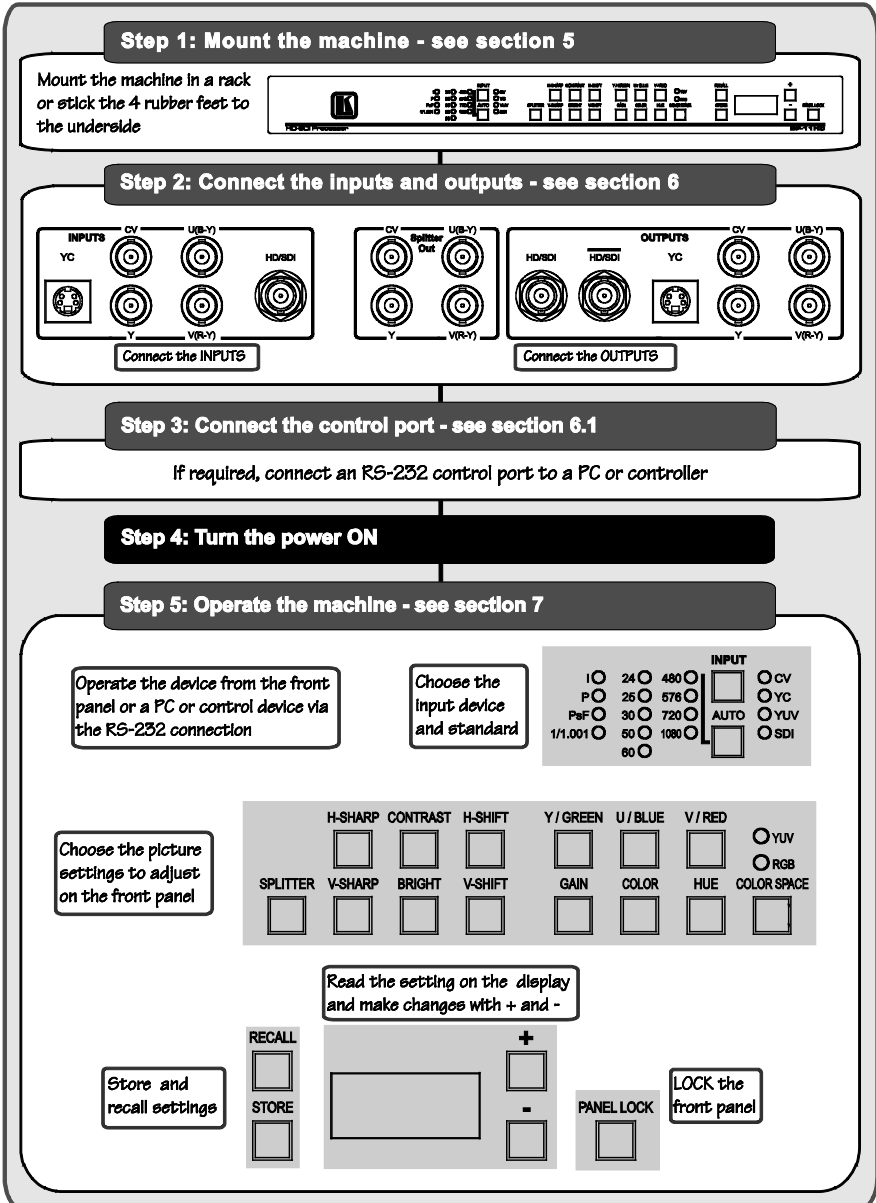 Step 1: Mount the machine - see section 5
Mount the machine in a rack
or stick the 4 rubber feet to
the underside
K
INPUT
AUTO
SPLITTER
RECALL
+
-
Step 2: Connect the inputs and outputs - see section 6
INPUTS
CV
U(B-Y)
YC
HD/SDI
Y
V(R-Y)
Connect the INPUTS
CV
Splitter
Out
U(B-Y)
Y
V(R-Y)
OUTPUTS
HD/SDI
HD/SDI
YC
CV
U(B-Y)
Y
V(R-Y)
Connect the OUTPUTS
Step 3: Connect the control port - see section 6.1
If required, connect an RS-232 control port to a PC or controller
Step 4: Turn the power ON
Step 5: Operate the machine - see section 7
Operate the device from the front
panel or a PC or control device via
the RS-232 connection
Choose the
input device
and standard
INPUT
I 24 480 CV
P 25 576 YC
PsF 30 720 AUTO YUV
1/1.001 50 1080 SDI
60
Choose the picture
settings to adjust
on the front panel
H-SHARP CONTRAST H-SHIFT Y / GREEN U / BLUE V / RED
YUV
RGB
SPLITTER V-SHARP BRIGHT V-SHIFT GAIN COLOR HUE COLOR SPACE
Read the setting on the display
and make changes with + and -
Store and
recall settings
RECALL
STORE
+
-
PANEL LOCK
LOCK the
front panel